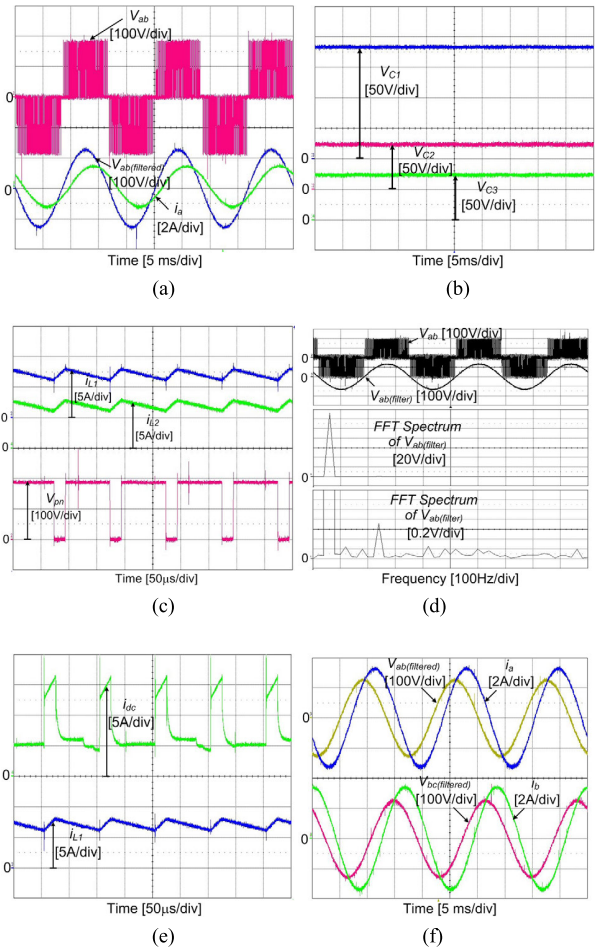 V_ab
[100V/div]
0
V_ab(filtered)
[100V/div]
0
i_a
[2A/div]
Time [5 ms/div]
(a)
V_C1
[50V/div]
0
V_C2
[50V/div]
0
V_C3
[50V/div]
0
Time [5ms/div]
(b)
i_L1
[5A/div]
0
i_L2
[5A/div]
0
V_pn
[100V/div]
0
Time [50μs/div]
(c)
V_ab [100V/div]
0
0
V_ab(filter) [100V/div]
FFT Spectrum
of V_ab(filter)
[20V/div]
0
FFT Spectrum
of V_ab(filter)
[0.2V/div]
0
Frequency [100Hz/div]
(d)
i_dc
[5A/div]
0
i_L1
[5A/div]
0
Time [50μs/div]
(e)
V_ab(filtered)
[100V/div]
i_a
[2A/div]
0
V_bc(filtered)
[100V/div]
i_b
[2A/div]
0
Time [5 ms/div]
(f)